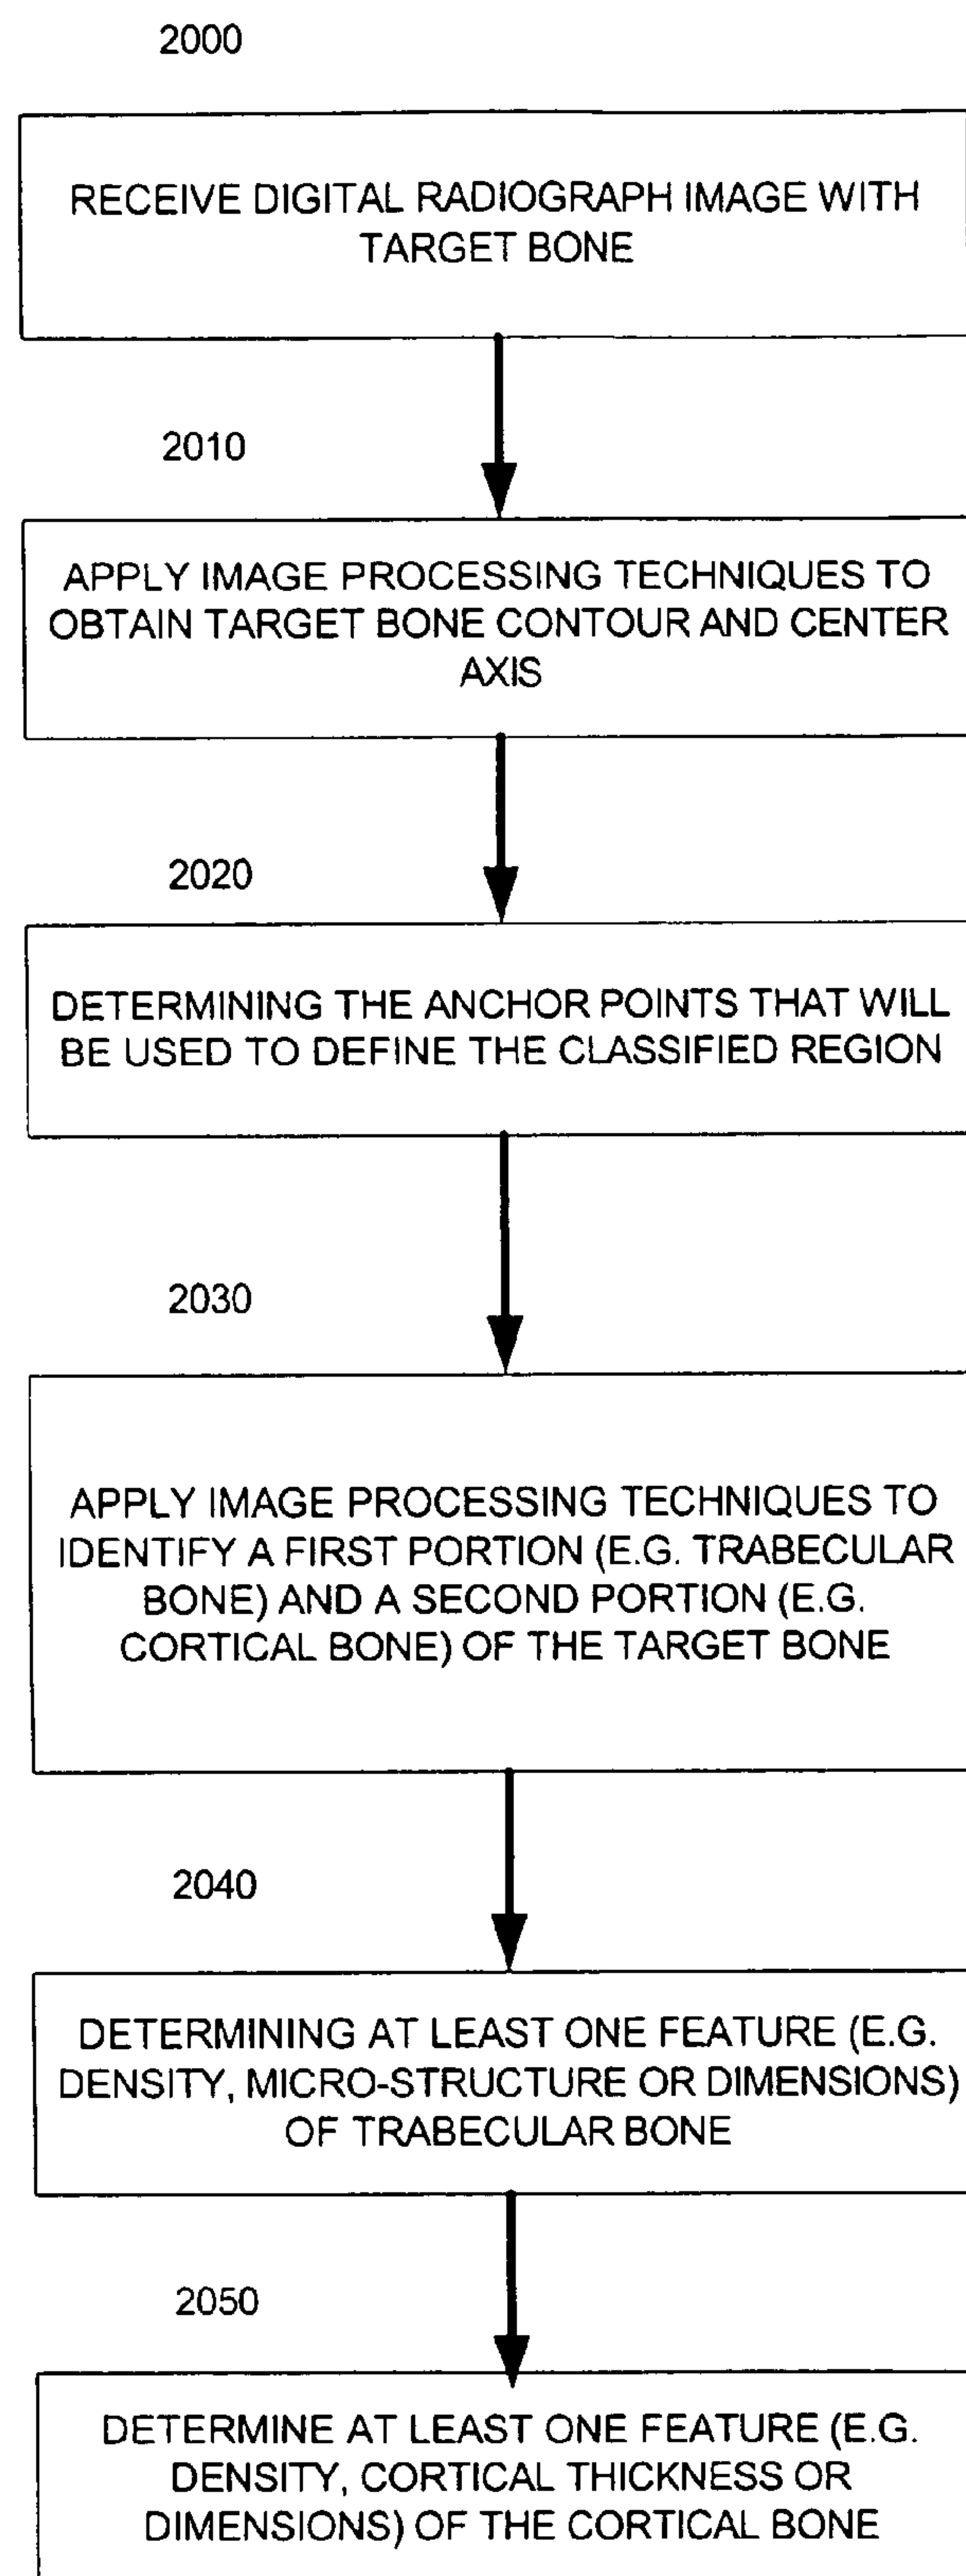 2000
RECEIVE DIGITAL RADIOGRAPH IMAGE WITH
TARGET BONE
2010
APPLY IMAGE PROCESSING TECHNIQUES TO
OBTAIN TARGET BONE CONTOUR AND CENTER
AXIS
2020
DETERMINING THE ANCHOR POINTS THAT WILL
BE USED TO DEFINE THE CLASSIFIED REGION
2030
APPLY IMAGE PROCESSING TECHNIQUES TO
IDENTIFY A FIRST PORTION (E.G. TRABECULAR
BONE) AND A SECOND PORTION (E.G.
CORTICAL BONE) OF THE TARGET BONE
2040
DETERMINING AT LEAST ONE FEATURE (E.G.
DENSITY, MICRO-STRUCTURE OR DIMENSIONS)
OF TRABECULAR BONE
2050
DETERMINE AT LEAST ONE FEATURE (E.G.
DENSITY, CORTICAL THICKNESS OR
DIMENSIONS) OF THE CORTICAL BONE